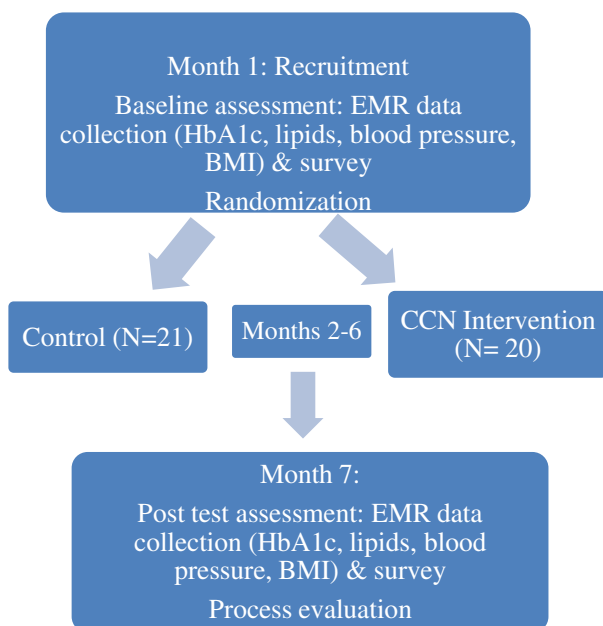 Month 1: Recruitment
Baseline assessment: EMR data
collection (HbA1c, lipids, blood pressure,
BMI) & survey
Randomization
Control (N=21)
Months 2-6
CCN Intervention
(N= 20)
Month 7:
Post test assessment: EMR data
collection (HbA1c, lipids, blood
pressure, BMI) & survey
Process evaluation